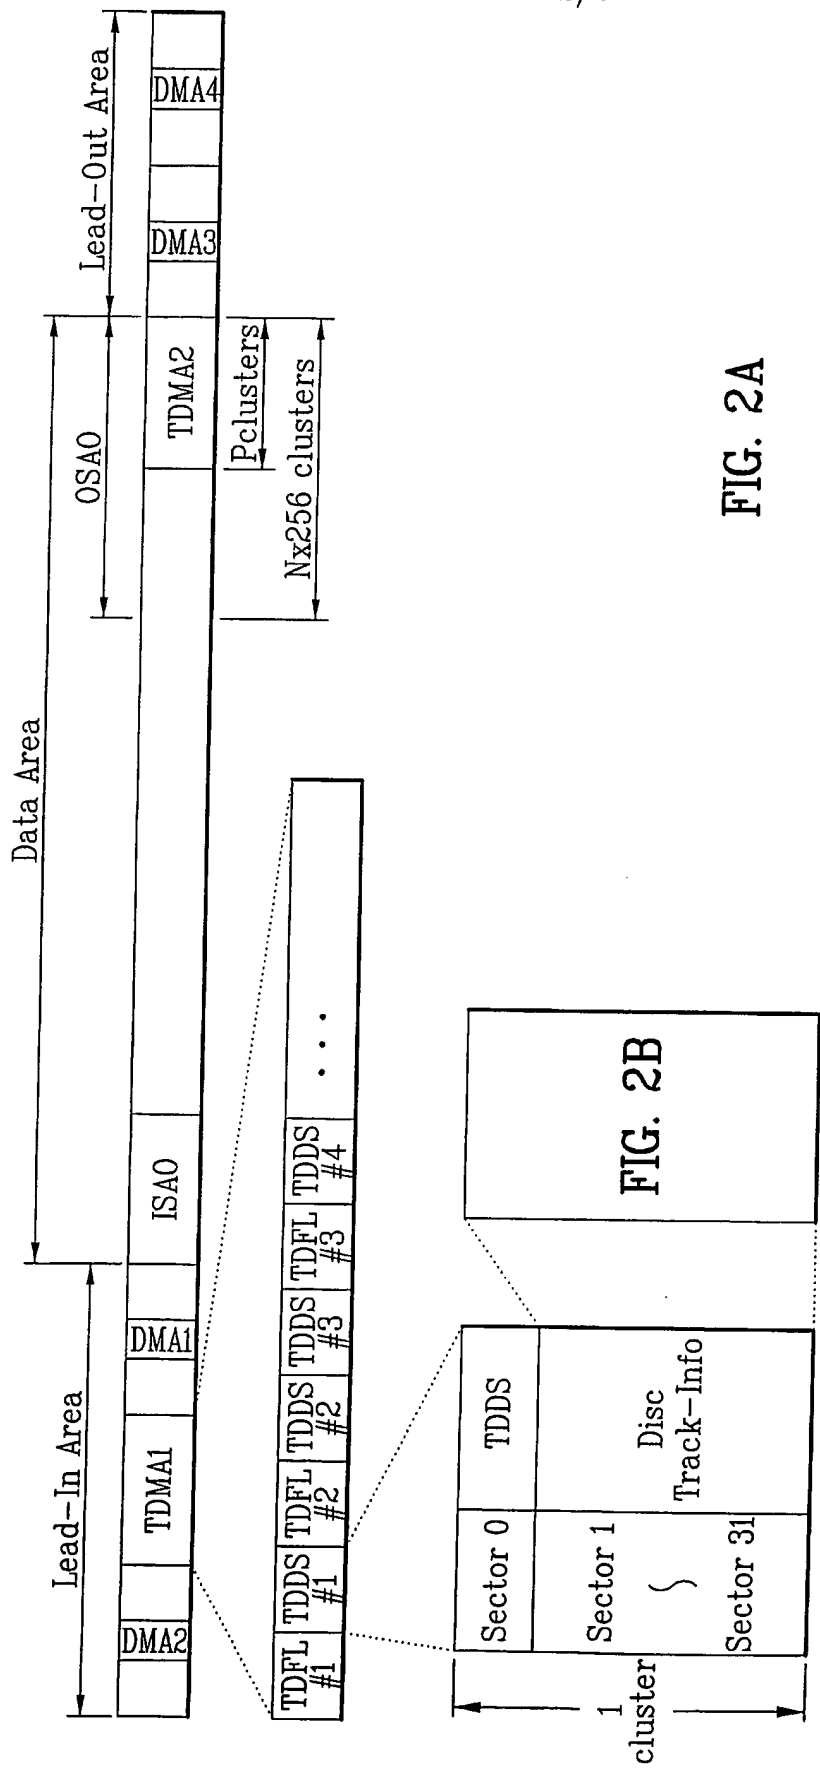 Data Area
Lead-In Area
OSA0
Lead-Out Area
DMA2
TDMA1
DMA1
ISA0
TDMA2
DMA3
DMA4
Pclusters
Nx256 clusters
TDFL
#1
TDDS
#1
TDFL
#2
TDDS
#2
TDDS
#3
TDFL
#3
TDDS
#4
...
1
cluster
Sector 0
TDDS
Sector 1
Sector 31
Disc
Track-Info
FIG. 2B
FIG. 2A